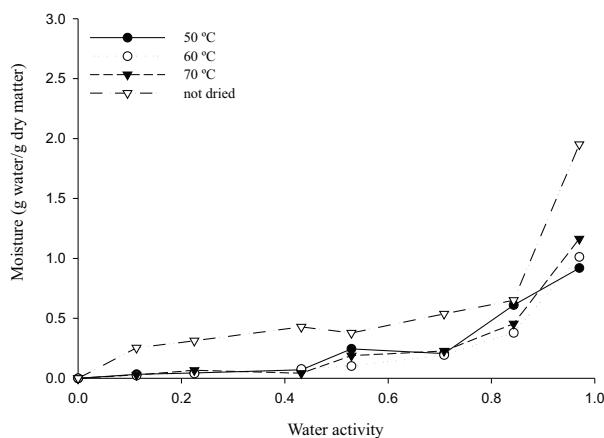 3.0
50 ºC
60 ºC
70 ºC
not dried
2.5
2.0
1.5
1.0
0.5
0.0
Moisture (g water/g dry matter)
0.0 0.2 0.4 0.6 0.8 1.0
Water activity